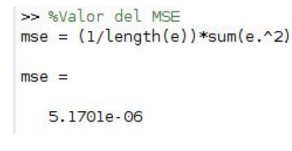 >> %Valor del MSE
mse = (1/length(e))*sum(e.^2)
mse =
5.1701e-06